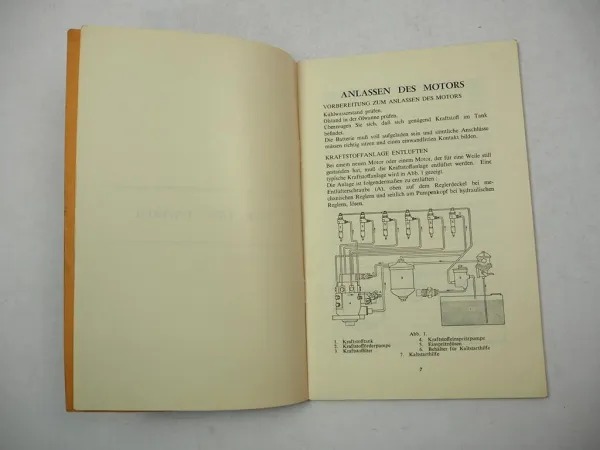 ANLASSEN DES MOTORS
VORBEREITUNG ZUM ANLASSEN DES MOTORS
Kühlwasserstand prüfen.
Ölstand in der Ölwanne prüfen.
Überzeugen Sie sich, daß sich genügend Kraftstoff im Tank
befindet.
Die Batterie muß voll aufgeladen sein und sämtliche Anschlüsse
müssen richtig sitzen und einen einwandfreien Kontakt bilden.
KRAFTSTOFFANLAGE ENTLÜFTEN
Bei einem neuen Motor oder einem Motor, der für eine Weile still
gestanden hat, muß die Kraftstoffanlage entlüftet werden. Eine
typische Kraftstoffanlage wird in Abb. 1 gezeigt.
Die Anlage ist folgendermaßen zu entlüften :
Entlüfterschraube (A), oben auf dem Reglerdeckel bei me-
chanischen Reglern und seitlich am Pumpenkopf bei hydraulischen
Reglern, lösen.
Abb. 1.
1. Kraftstofftank
2. Kraftstofförderpumpe
3. Kraftstofilter
4. Kraftstoffeinspritzpumpe
5. Einspritzdüsen
6. Behälter für Kaltstarthilfe
7. Kaltstarthilfe
7